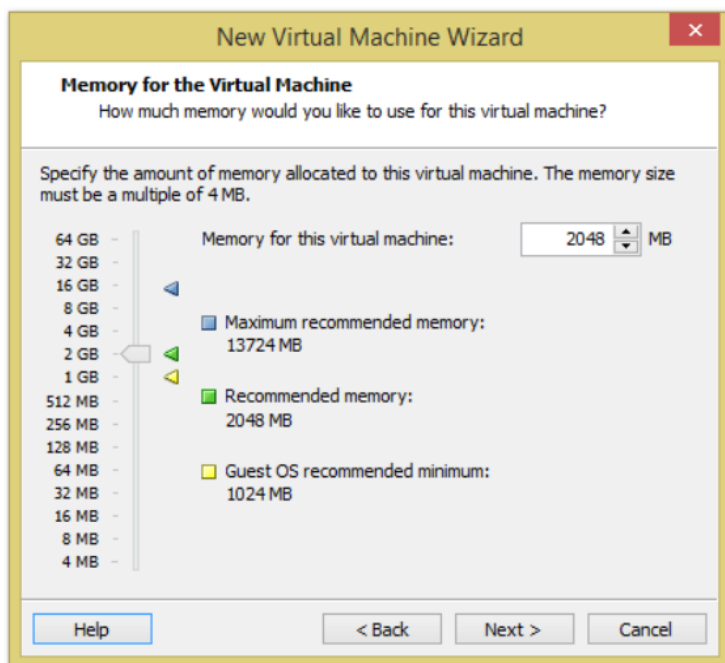 New Virtual Machine Wizard
Memory for the Virtual Machine
How much memory would you like to use for this virtual machine?
Specify the amount of memory allocated to this virtual machine. The memory size
must be a multiple of 4 MB.
64 GB
32 GB
16 GB
8 GB
4 GB
2 GB
1 GB
512 MB
256 MB
128 MB
64 MB
32 MB
16 MB
8 MB
4 MB
Memory for this virtual machine: 2048 MB
Maximum recommended memory:
13724 MB
Recommended memory:
2048 MB
Guest OS recommended minimum:
1024 MB
Help < Back Next > Cancel